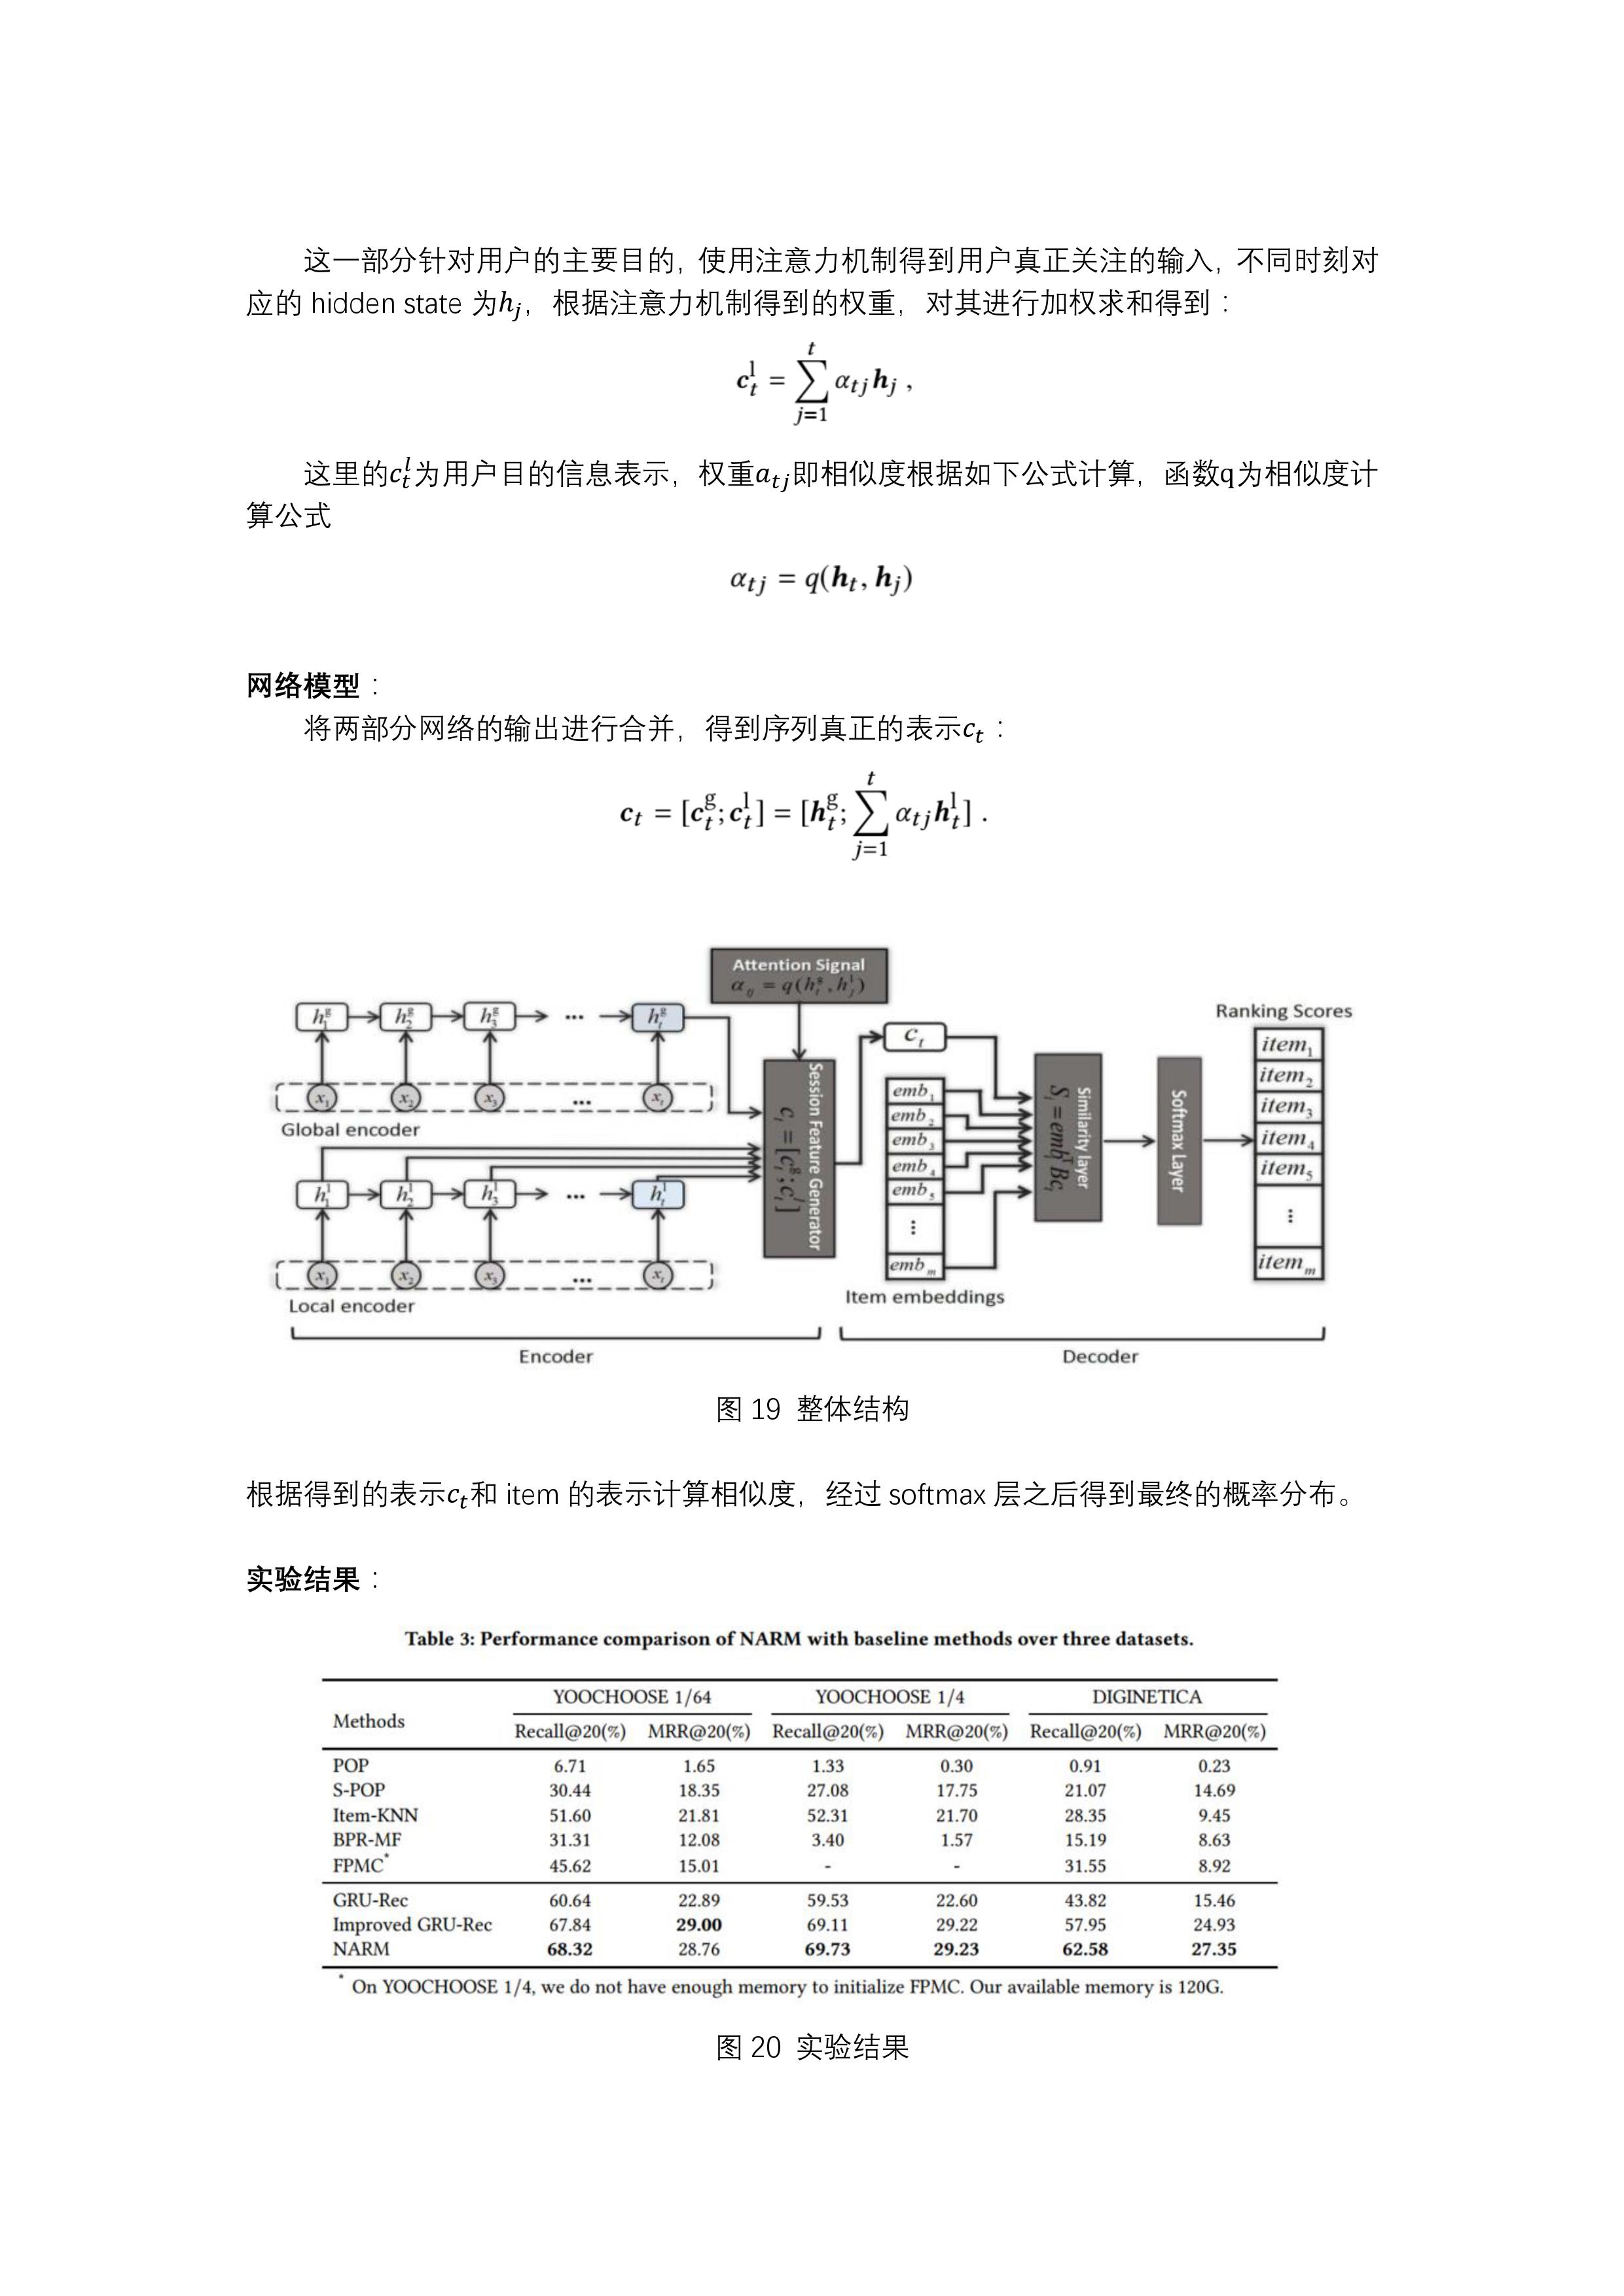 这一部分针对用户的主要目的，使用注意力机制得到用户真正关注的输入，不同时刻对
应的 hidden state 为h_j，根据注意力机制得到的权重，对其进行加权求和得到：
c_t^l = ∑_{j=1}^{t} α_{tj} h_j ,
这里的c_t^l为用户目的信息表示，权重a_{tj}即相似度根据如下公式计算，函数q为相似度计
算公式
α_{tj} = q(h_t, h_j)
网络模型：
将两部分网络的输出进行合并，得到序列真正的表示c_t：
c_t = [c_t^g; c_t^l] = [h_t^g; ∑_{j=1}^{t} α_{tj} h_t^l] .
Attention Signal
α_{ij} = q(h_t^g, h_j^l)
h_1^g h_2^g h_3^g ... h_t^g
x_1 x_2 x_3 ... x_t
Global encoder
h_1^l h_2^l h_3^l ... h_t^l
x_1 x_2 x_3 ... x_t
Local encoder
Encoder
Session Feature Generator
c_t = [c_t^g; c_t^l]
c_t
emb_1
emb_2
emb_3
emb_4
emb_5
⋮
emb_m
Item embeddings
Similarity layer
S_i = emb_i^T B c_t
Softmax Layer
Ranking Scores
item_1
item_2
item_3
item_4
item_5
⋮
item_m
Decoder
图 19 整体结构
根据得到的表示c_t和 item 的表示计算相似度，经过 softmax 层之后得到最终的概率分布。
实验结果：
Table 3: Performance comparison of NARM with baseline methods over three datasets.
Methods YOOCHOOSE 1/64 YOOCHOOSE 1/4 DIGINETICA
Recall@20(%) MRR@20(%) Recall@20(%) MRR@20(%) Recall@20(%) MRR@20(%)
POP 6.71 1.65 1.33 0.30 0.91 0.23
S-POP 30.44 18.35 27.08 17.75 21.07 14.69
Item-KNN 51.60 21.81 52.31 21.70 28.35 9.45
BPR-MF 31.31 12.08 3.40 1.57 15.19 8.63
FPMC* 45.62 15.01 - - 31.55 8.92
GRU-Rec 60.64 22.89 59.53 22.60 43.82 15.46
Improved GRU-Rec 67.84 29.00 69.11 29.22 57.95 24.93
NARM 68.32 28.76 69.73 29.23 62.58 27.35
* On YOOCHOOSE 1/4, we do not have enough memory to initialize FPMC. Our available memory is 120G.
图 20 实验结果